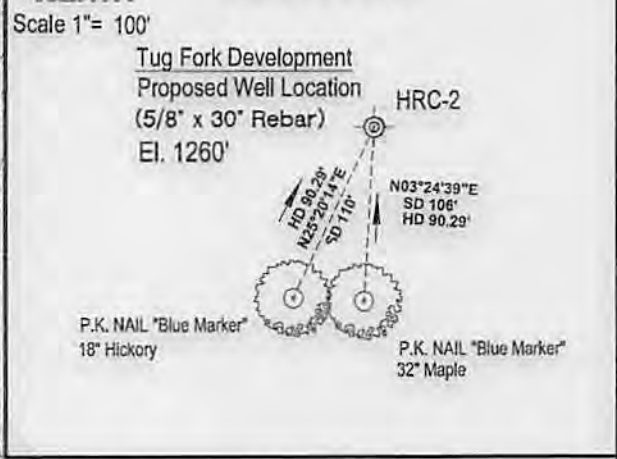 Scale 1"= 100'
Tug Fork Development
Proposed Well Location
(5/8" x 30" Rebar)
El. 1260'
HRC-2
HD 90.29'
N25°20'14"E
SD 110'
N03°24'39"E
SD 106'
HD 90.29'
P.K. NAIL "Blue Marker"
18" Hickory
P.K. NAIL "Blue Marker"
32" Maple